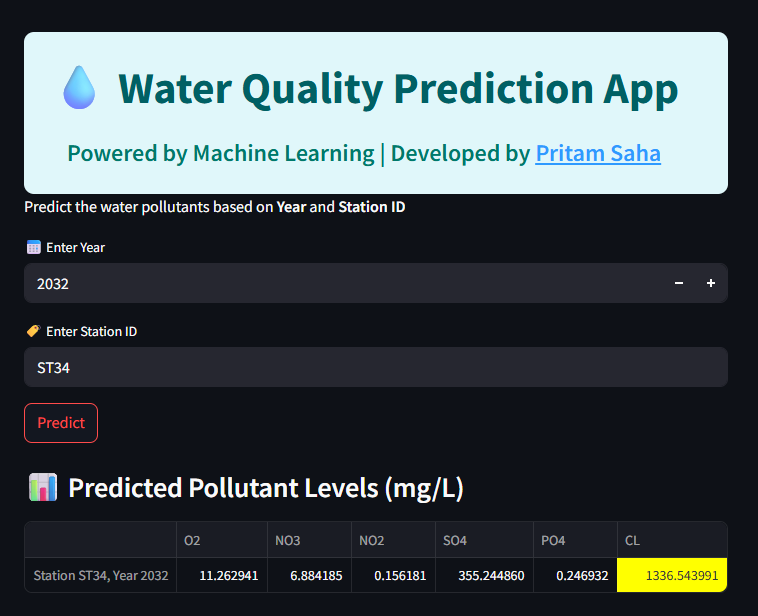 Water Quality Prediction App
Powered by Machine Learning | Developed by Pritam Saha
Predict the water pollutants based on Year and Station ID
Enter Year
2032 − +
Enter Station ID
ST34
Predict
Predicted Pollutant Levels (mg/L)
O2 NO3 NO2 SO4 PO4 CL
Station ST34, Year 2032 11.262941 6.884185 0.156181 355.244860 0.246932 1336.543991